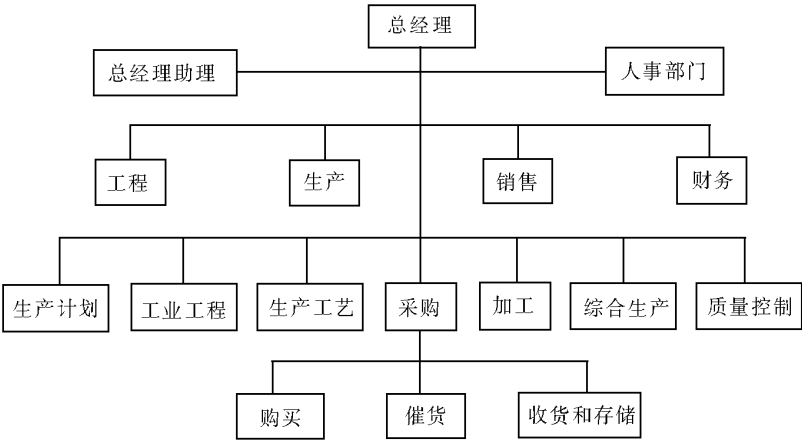 总经理
总经理助理
人事部门
工程
生产
销售
财务
生产计划
工业工程
生产工艺
采购
加工
综合生产
质量控制
购买
催货
收货和存储